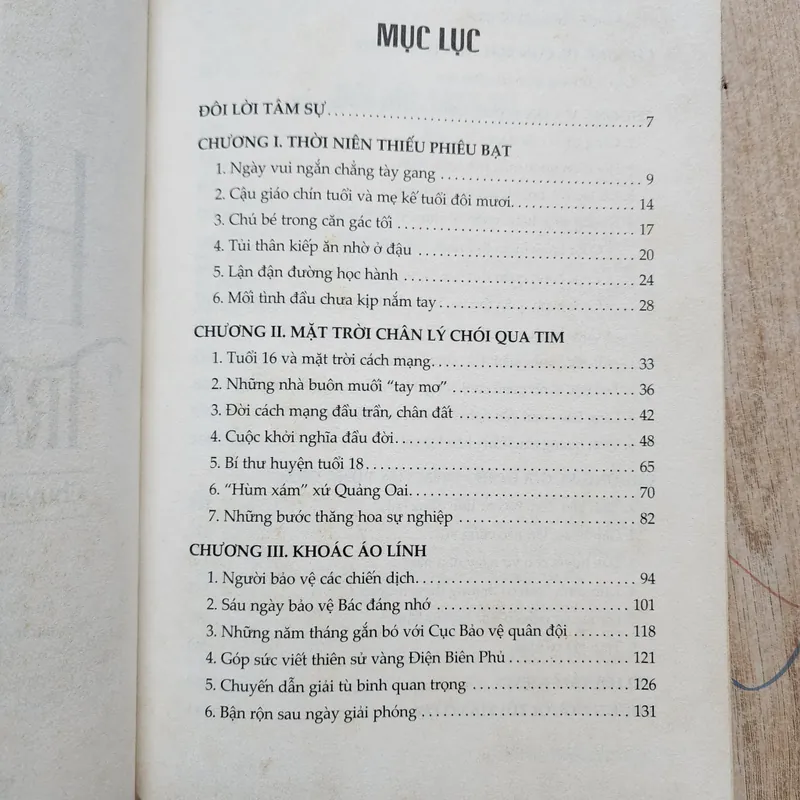 MỤC LỤC
ĐÔI LỜI TÂM SỰ ........ 7
CHƯƠNG I. THỜI NIÊN THIẾU PHIÊU BẠT
1. Ngày vui ngắn chẳng tày gang ........ 9
2. Cậu giáo chín tuổi và mẹ kế tuổi đôi mươi ........ 14
3. Chú bé trong căn gác tối ........ 17
4. Tủi thân kiếp ăn nhờ ở đậu ........ 20
5. Lận đận đường học hành ........ 24
6. Mối tình đầu chưa kịp nắm tay ........ 28
CHƯƠNG II. MẶT TRỜI CHÂN LÝ CHÓI QUA TIM
1. Tuổi 16 và mặt trời cách mạng ........ 33
2. Những nhà buôn muối “tay mơ” ........ 36
3. Đời cách mạng đầu trần, chân đất ........ 42
4. Cuộc khởi nghĩa đầu đời ........ 48
5. Bí thư huyện tuổi 18 ........ 65
6. “Hùm xám” xứ Quảng Oai ........ 70
7. Những bước thăng hoa sự nghiệp ........ 82
CHƯƠNG III. KHOÁC ÁO LÍNH
1. Người bảo vệ các chiến dịch ........ 94
2. Sáu ngày bảo vệ Bác đáng nhớ ........ 101
3. Những năm tháng gắn bó với Cục Bảo vệ quân đội ........ 118
4. Góp sức viết thiên sử vàng Điện Biên Phủ ........ 121
5. Chuyến dẫn giải tù binh quan trọng ........ 126
6. Bận rộn sau ngày giải phóng ........ 131